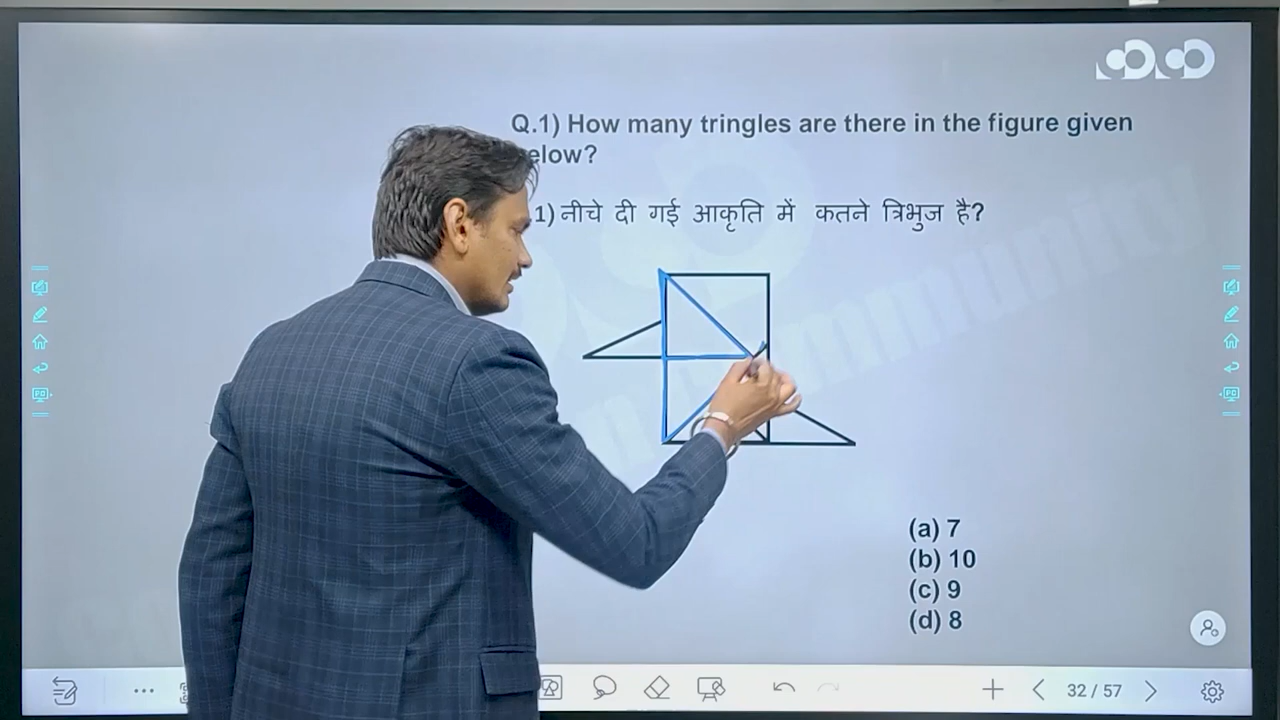 Q.1) How many tringles are there in the figure given
elow?
1) नीचे दी गई आकृति में कतने त्रिभुज है?
(a) 7
(b) 10
(c) 9
(d) 8
32 / 57